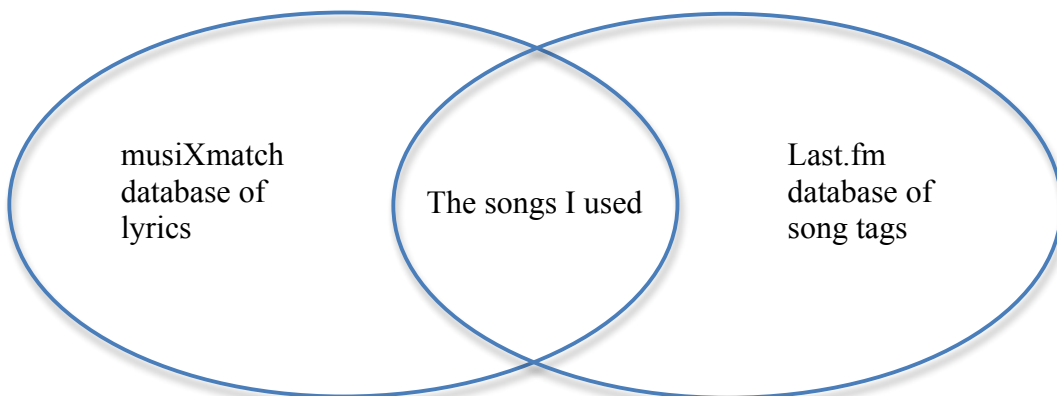 musiXmatch
database of
lyrics
The songs I used
Last.fm
database of
song tags